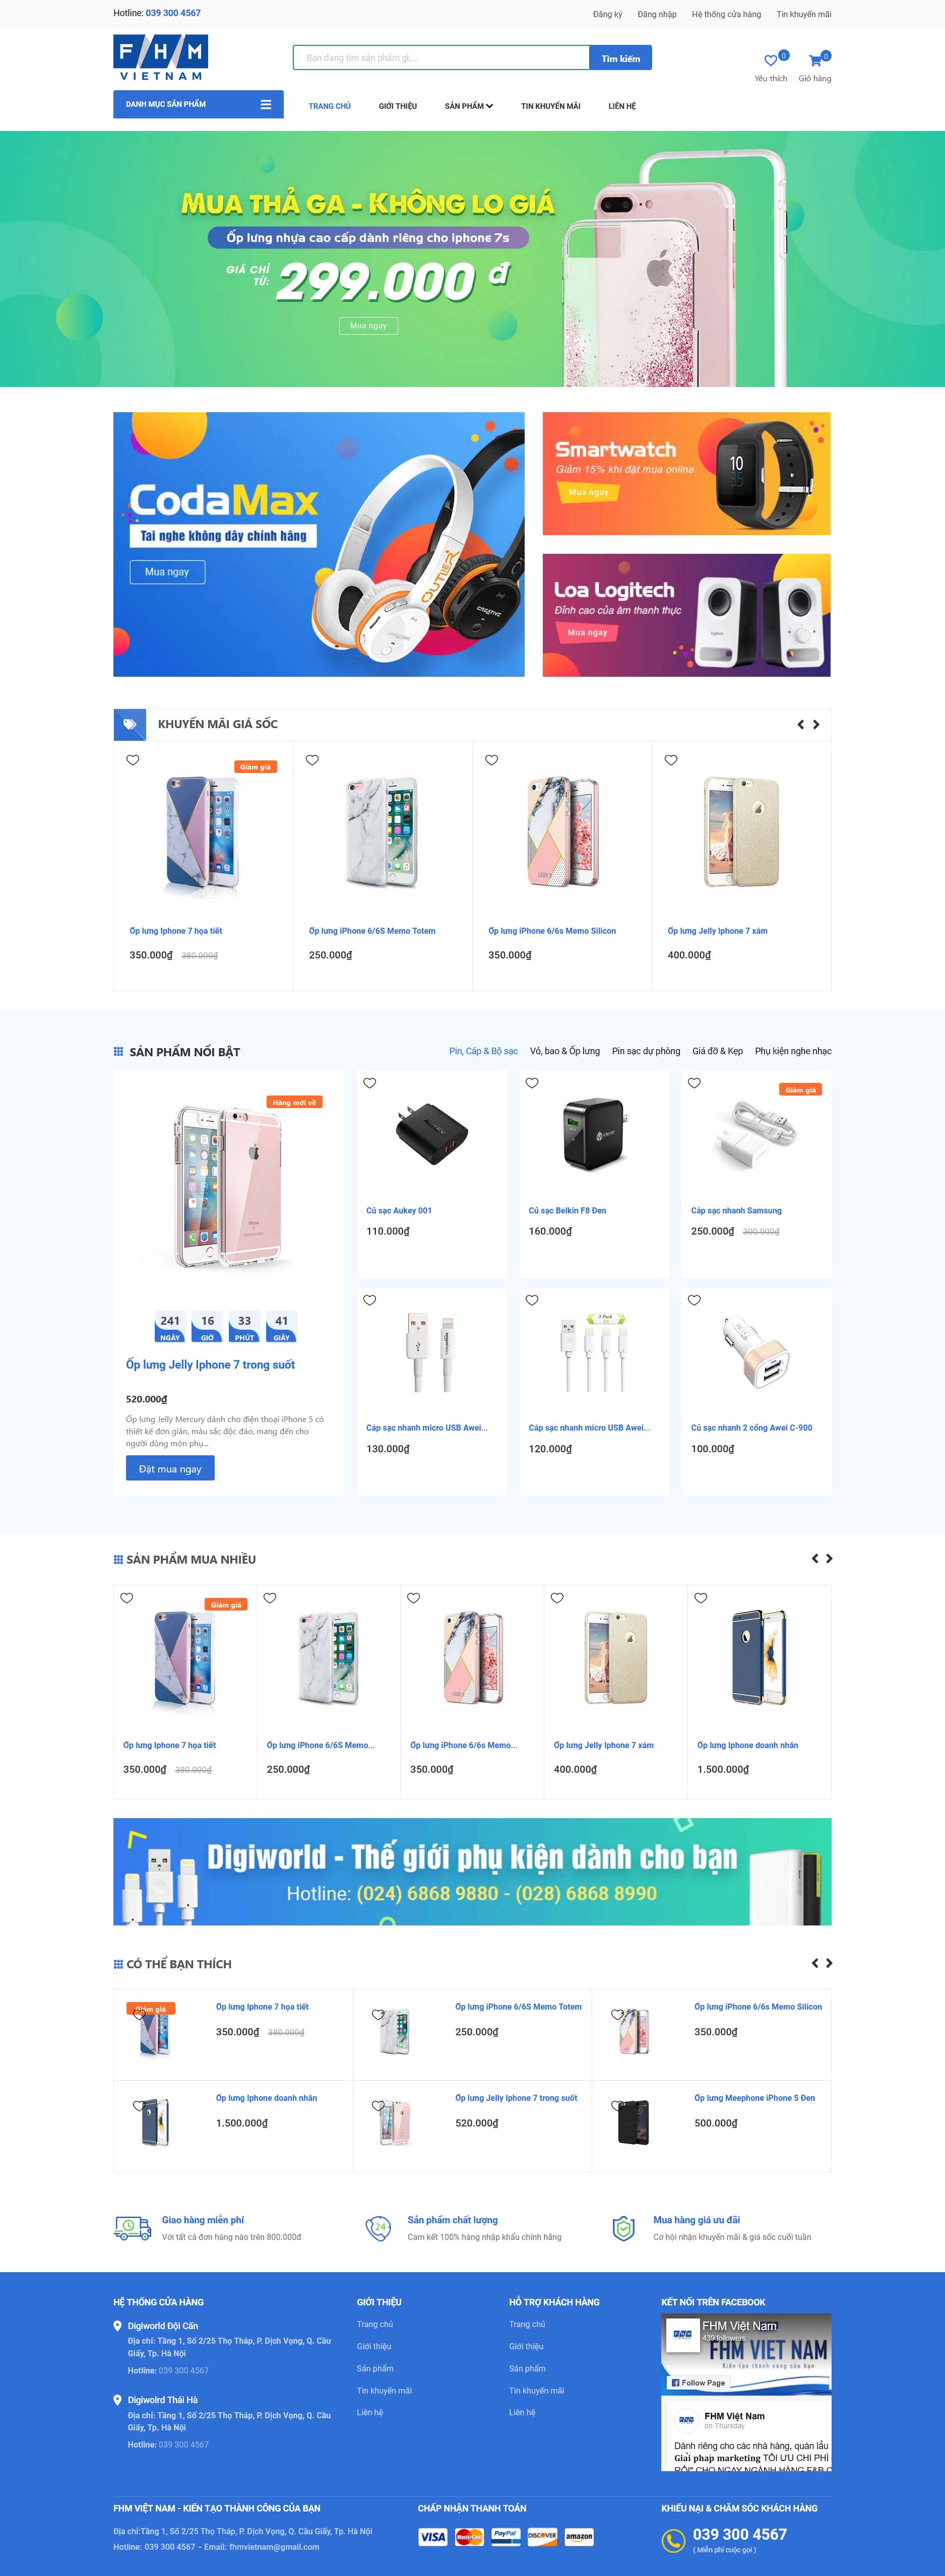 Hotline: 039 300 4567
Đăng ký Đăng nhập Hệ thống cửa hàng Tin khuyến mãi
FHM
VIETNAM
Bạn đang tìm sản phẩm gì....
Tìm kiếm
0
Yêu thích
0
Giỏ hàng
DANH MỤC SẢN PHẨM
TRANG CHỦ GIỚI THIỆU SẢN PHẨM TIN KHUYẾN MÃI LIÊN HỆ
MUA THẢ GA - KHÔNG LO GIÁ
Ốp lưng nhựa cao cấp dành riêng cho iphone 7s
GIÁ CHỈ
TỪ:
299.000 đ
Mua ngay
CodaMax
Tai nghe không dây chính hãng
Mua ngay
OUTLIER
CREATIVE
Smartwatch
Giảm 15% khi đặt mua online
Mua ngay
10
35
Loa Logitech
Đỉnh cao của âm thanh thực
Mua ngay
logitech
KHUYẾN MÃI GIÁ SỐC
Giảm giá
Ốp lưng Iphone 7 họa tiết
350.000₫ 380.000₫
Ốp lưng iPhone 6/6S Memo Totem
250.000₫
Ốp lưng iPhone 6/6s Memo Silicon
350.000₫
Ốp lưng Jelly Iphone 7 xám
400.000₫
SẢN PHẨM NỔI BẬT
Pin, Cáp & Bộ sạc Vỏ, bao & Ốp lưng Pin sạc dự phòng Giá đỡ & Kẹp Phụ kiện nghe nhạc
Hàng mới về
iPhone
241 16 33 41
NGÀY GIỜ PHÚT GIÂY
Ốp lưng Jelly Iphone 7 trong suốt
520.000₫
Ốp lưng Jelly Mercury dành cho điện thoại iPhone 5 có
thiết kế đơn giản, màu sắc độc đáo, mang đến cho
người dùng món phụ...
Đặt mua ngay
AUKEY
Củ sạc Aukey 001
110.000₫
Củ sạc Belkin F8 Đen
160.000₫
Giảm giá
Cáp sạc nhanh Samsung
250.000₫ 300.000₫
Cáp sạc nhanh micro USB Awei...
130.000₫
3 Pack
Cáp sạc nhanh micro USB Awei...
120.000₫
Củ sạc nhanh 2 cổng Awei C-900
100.000₫
SẢN PHẨM MUA NHIỀU
Giảm giá
Ốp lưng Iphone 7 họa tiết
350.000₫ 380.000₫
Ốp lưng iPhone 6/6S Memo...
250.000₫
Ốp lưng iPhone 6/6s Memo...
350.000₫
Ốp lưng Jelly Iphone 7 xám
400.000₫
Ốp lưng Iphone doanh nhân
1.500.000₫
Digiworld - Thế giới phụ kiện dành cho bạn
Hotline: (024) 6868 9880 - (028) 6868 8990
CÓ THỂ BẠN THÍCH
Giảm giá
Ốp lưng Iphone 7 họa tiết
350.000₫ 380.000₫
Ốp lưng iPhone 6/6S Memo Totem
250.000₫
Ốp lưng iPhone 6/6s Memo Silicon
350.000₫
Ốp lưng Iphone doanh nhân
1.500.000₫
Ốp lưng Jelly Iphone 7 trong suốt
520.000₫
Ốp lưng Meephone iPhone 5 Đen
500.000₫
Giao hàng miễn phí
Với tất cả đơn hàng nào trên 800.000đ
24
Sản phẩm chất lượng
Cam kết 100% hàng nhập khẩu chính hãng
Mua hàng giá ưu đãi
Cơ hội nhận khuyến mãi & giá sốc cuối tuần
HỆ THỐNG CỬA HÀNG
Digiworld Đội Cấn
Địa chỉ: Tầng 1, Số 2/25 Thọ Tháp, P. Dịch Vọng, Q. Cầu
Giấy, Tp. Hà Nội
Hotline: 039 300 4567
Digiwolrd Thái Hà
Địa chỉ: Tầng 1, Số 2/25 Thọ Tháp, P. Dịch Vọng, Q. Cầu
Giấy, Tp. Hà Nội
Hotline: 039 300 4567
GIỚI THIỆU
Trang chủ
Giới thiệu
Sản phẩm
Tin khuyến mãi
Liên hệ
HỖ TRỢ KHÁCH HÀNG
Trang chủ
Giới thiệu
Sản phẩm
Tin khuyến mãi
Liên hệ
KẾT NỐI TRÊN FACEBOOK
FHM Việt Nam
439 followers
FHM VIET NAM
Kiến tạo thành công của bạn
Follow Page
FHM Việt Nam
on Thursday
Dành riêng cho các nhà hàng, quán lẩu
Giải pháp marketing TỐI ƯU CHI PHÍ
RỒI" CHO NGAY NGÀNH HÀNG F&B
FHM VIỆT NAM - KIẾN TẠO THÀNH CÔNG CỦA BẠN
Địa chỉ:Tầng 1, Số 2/25 Thọ Tháp, P. Dịch Vọng, Q. Cầu Giấy, Tp. Hà Nội
Hotline: 039 300 4567 - Email: fhmvietnam@gmail.com
CHẤP NHẬN THANH TOÁN
VISA MasterCard PayPal DISCOVER amazon
KHIẾU NẠI & CHĂM SÓC KHÁCH HÀNG
039 300 4567
( Miễn phí cuộc gọi )